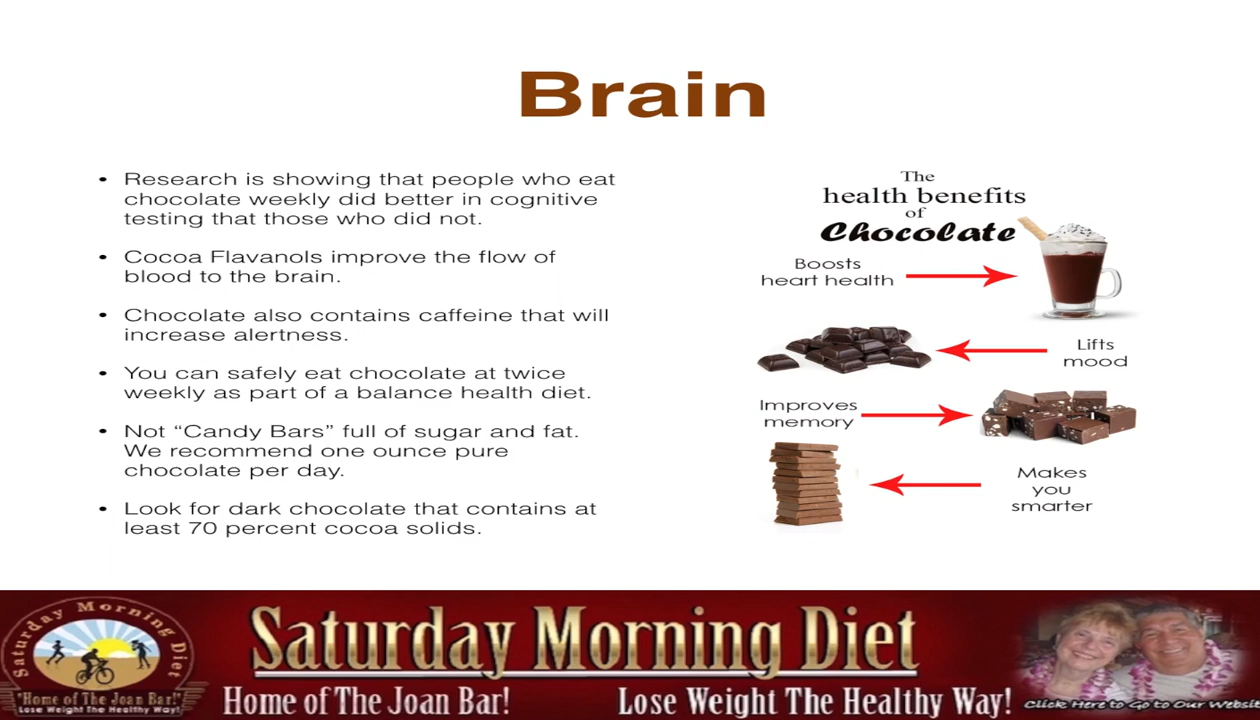 Brain
• Research is showing that people who eat
chocolate weekly did better in cognitive
testing that those who did not.
• Cocoa Flavanols improve the flow of
blood to the brain.
• Chocolate also contains caffeine that will
increase alertness.
• You can safely eat chocolate at twice
weekly as part of a balance health diet.
• Not “Candy Bars” full of sugar and fat.
We recommend one ounce pure
chocolate per day.
• Look for dark chocolate that contains at
least 70 percent cocoa solids.
The
health benefits
of
Chocolate
Boosts
heart health
Lifts
mood
Improves
memory
Makes
you
smarter
Saturday Morning Diet
"Home of The Joan Bar!"
Lose Weight The Healthy Way!
Saturday Morning Diet
Home of The Joan Bar!
Lose Weight The Healthy Way!
Click Here to Go to Our Websi